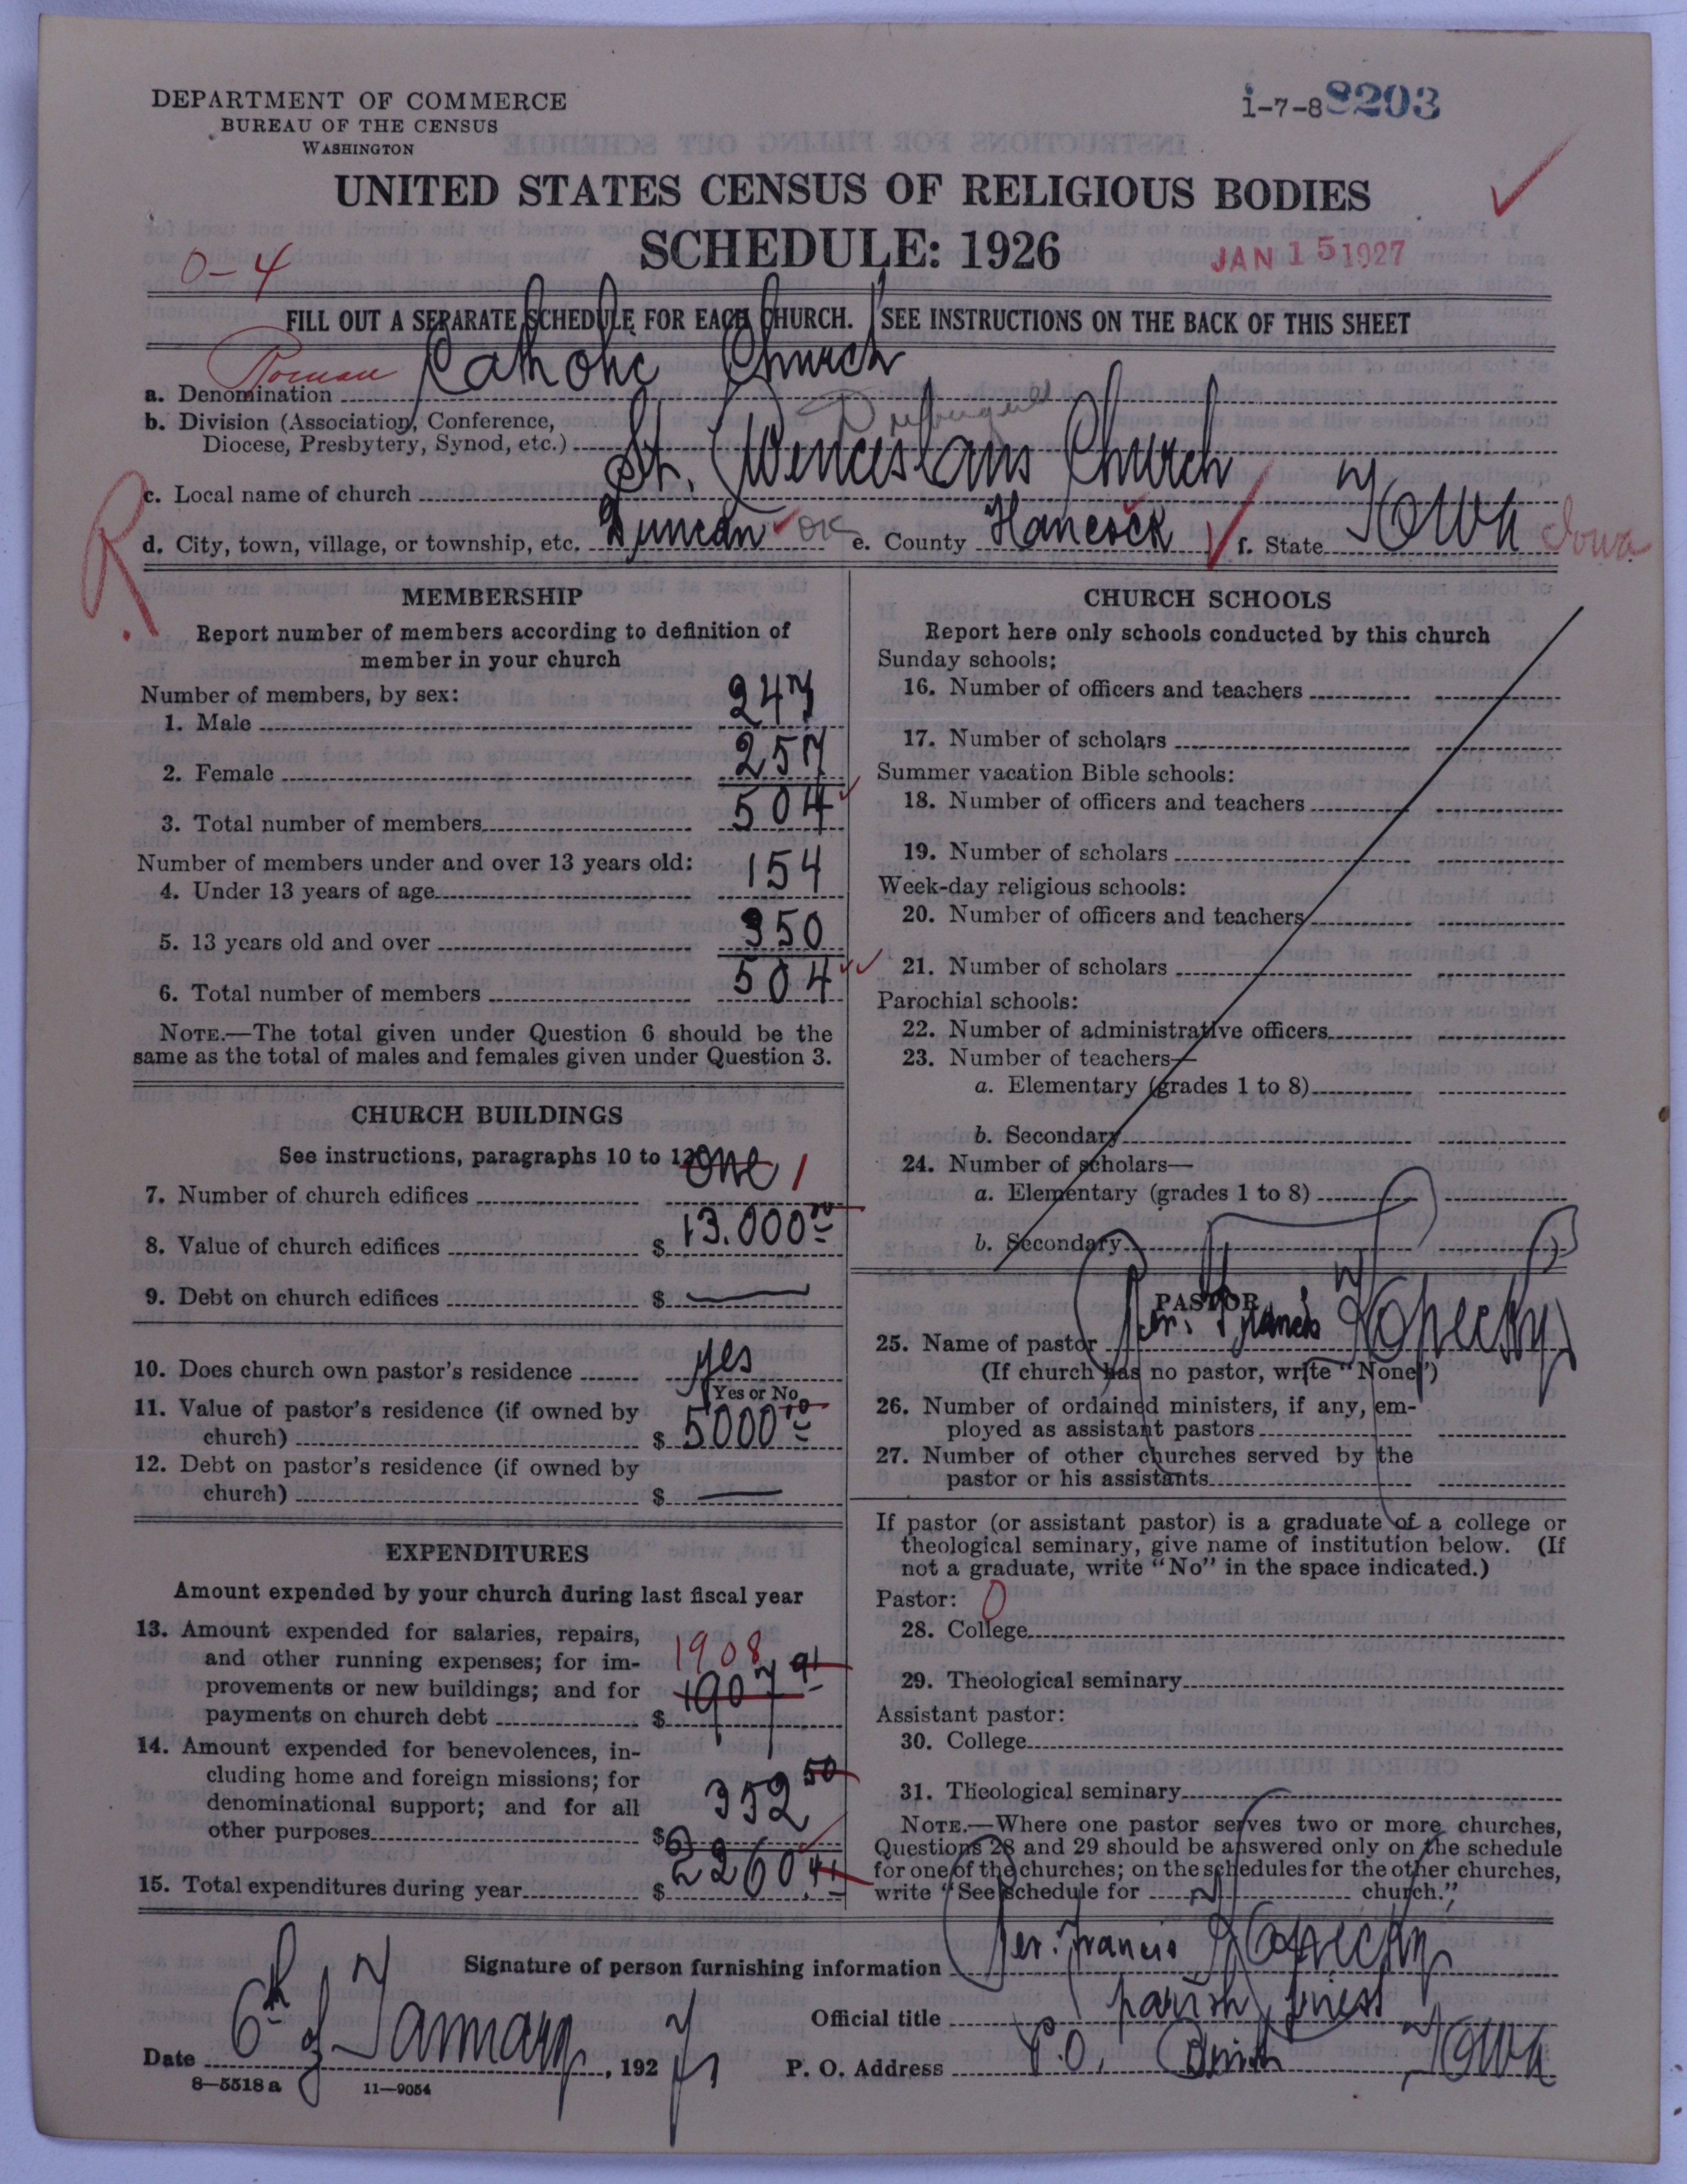 DEPARTMENT OF COMMERCE
BUREAU OF THE CENSUS
WASHINGTON
1-7-8 8203
UNITED STATES CENSUS OF RELIGIOUS BODIES
SCHEDULE: 1926
JAN 15 1927
0-4
FILL OUT A SEPARATE SCHEDULE FOR EACH CHURCH. SEE INSTRUCTIONS ON THE BACK OF THIS SHEET
a. Denomination Roman Catholic Church
b. Division (Association, Conference, Diocese, Presbytery, Synod, etc.) Dubuque
c. Local name of church St. Wenceslaus Church
d. City, town, village, or township, etc. Duncan OK e. County Hancock f. State Iowa Iowa
R.
MEMBERSHIP
Report number of members according to definition of
member in your church
Number of members, by sex:
1. Male 247
2. Female 257
3. Total number of members 504
Number of members under and over 13 years old:
4. Under 13 years of age 154
5. 13 years old and over 350
6. Total number of members 504
NOTE.—The total given under Question 6 should be the
same as the total of males and females given under Question 3.
CHURCH BUILDINGS
See instructions, paragraphs 10 to 12
7. Number of church edifices One 1
8. Value of church edifices $ 13.000 00
9. Debt on church edifices $ —
10. Does church own pastor's residence yes
Yes or No
11. Value of pastor's residence (if owned by
church) $ 5000 00
12. Debt on pastor's residence (if owned by
church) $ —
EXPENDITURES
Amount expended by your church during last fiscal year
13. Amount expended for salaries, repairs,
and other running expenses; for im-
provements or new buildings; and for
payments on church debt $ 1907 91 1908
14. Amount expended for benevolences, in-
cluding home and foreign missions; for
denominational support; and for all
other purposes $ 352 50
15. Total expenditures during year $ 2260.41
CHURCH SCHOOLS
Report here only schools conducted by this church
Sunday schools:
16. Number of officers and teachers
17. Number of scholars
Summer vacation Bible schools:
18. Number of officers and teachers
19. Number of scholars
Week-day religious schools:
20. Number of officers and teachers
21. Number of scholars
Parochial schools:
22. Number of administrative officers
23. Number of teachers—
a. Elementary (grades 1 to 8)
b. Secondary
24. Number of scholars—
a. Elementary (grades 1 to 8)
b. Secondary
PASTOR
25. Name of pastor Rev. Francis Kopecky
(If church has no pastor, write "None")
26. Number of ordained ministers, if any, em-
ployed as assistant pastors
27. Number of other churches served by the
pastor or his assistants
If pastor (or assistant pastor) is a graduate of a college or
theological seminary, give name of institution below. (If
not a graduate, write "No" in the space indicated.)
Pastor: 0
28. College
29. Theological seminary
Assistant pastor:
30. College
31. Theological seminary
NOTE.—Where one pastor serves two or more churches,
Questions 28 and 29 should be answered only on the schedule
for one of the churches; on the schedules for the other churches,
write "See schedule for church."
Signature of person furnishing information Rev. Francis Kopecky
Official title parish priest
Date 6th of January, 1927 P. O. Address P.O. Britt Iowa
8—5518 a 11—9054